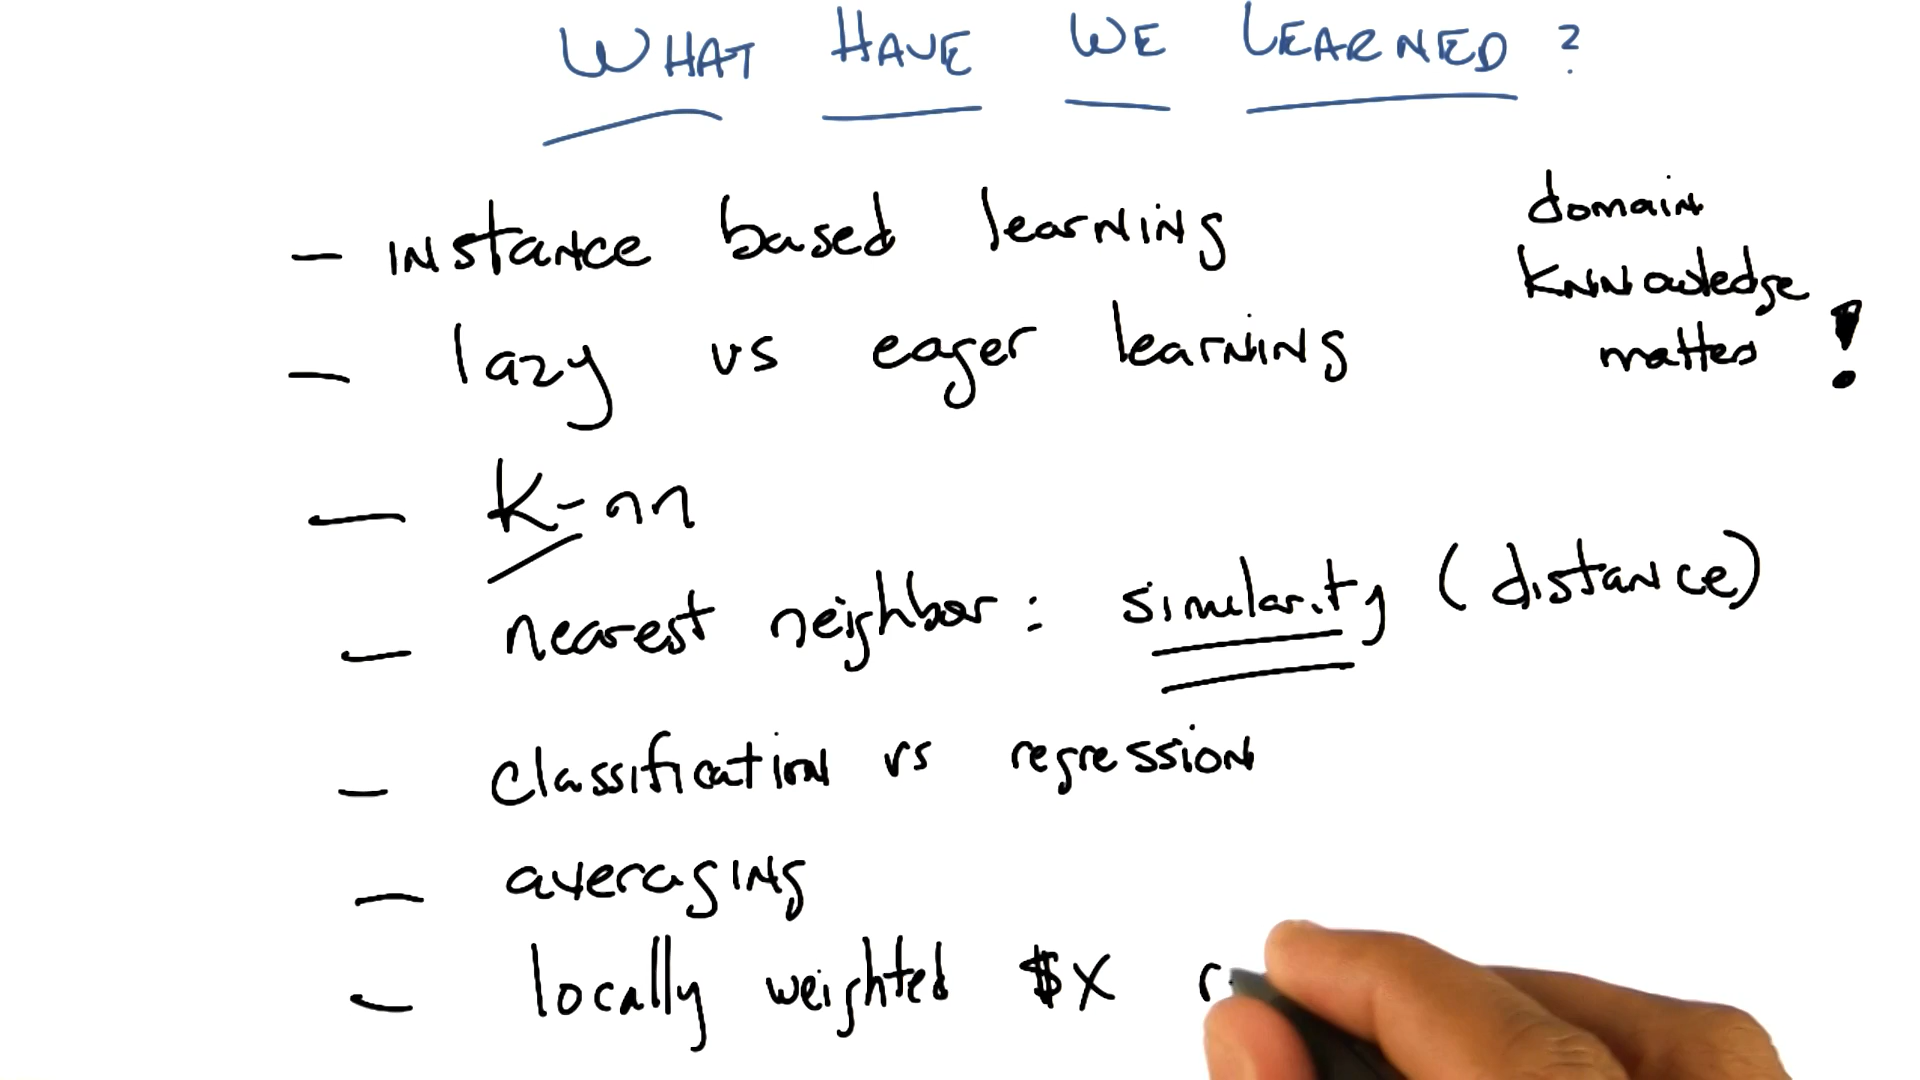 WHAT HAVE WE LEARNED?
- instance based learning
domain
knnowledge
matters!
- lazy vs eager learning
- K-nn
- nearest neighbor: similarity (distance)
- classification vs regression
- averaging
- locally weighted $X r